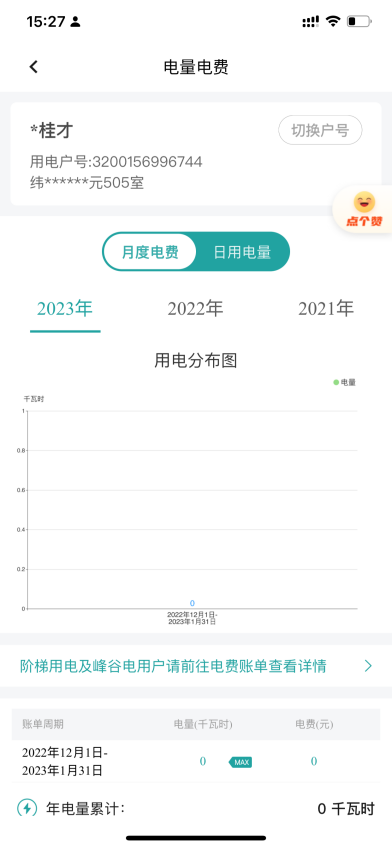 15:27
电量电费
*桂才
切换户号
用电户号:3200156996744
纬******元505室
点个赞
月度电费 日用电量
2023年 2022年 2021年
用电分布图
电量
千瓦时
1
0.8
0.6
0.4
0.2
0
0
2022年12月1日-
2023年1月31日
阶梯用电及峰谷电用户请前往电费账单查看详情
账单周期 电量(千瓦时) 电费(元)
2022年12月1日-
2023年1月31日
0 MAX 0
年电量累计: 0 千瓦时